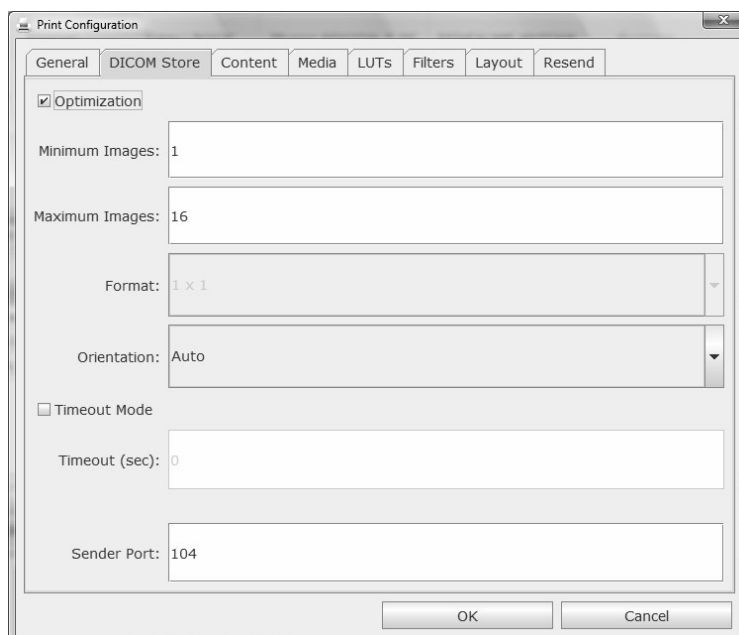 Print Configuration
General DICOM Store Content Media LUTs Filters Layout Resend
Optimization
Minimum Images: 1
Maximum Images: 16
Format: 1 x 1
Orientation: Auto
Timeout Mode
Timeout (sec): 0
Sender Port: 104
OK Cancel